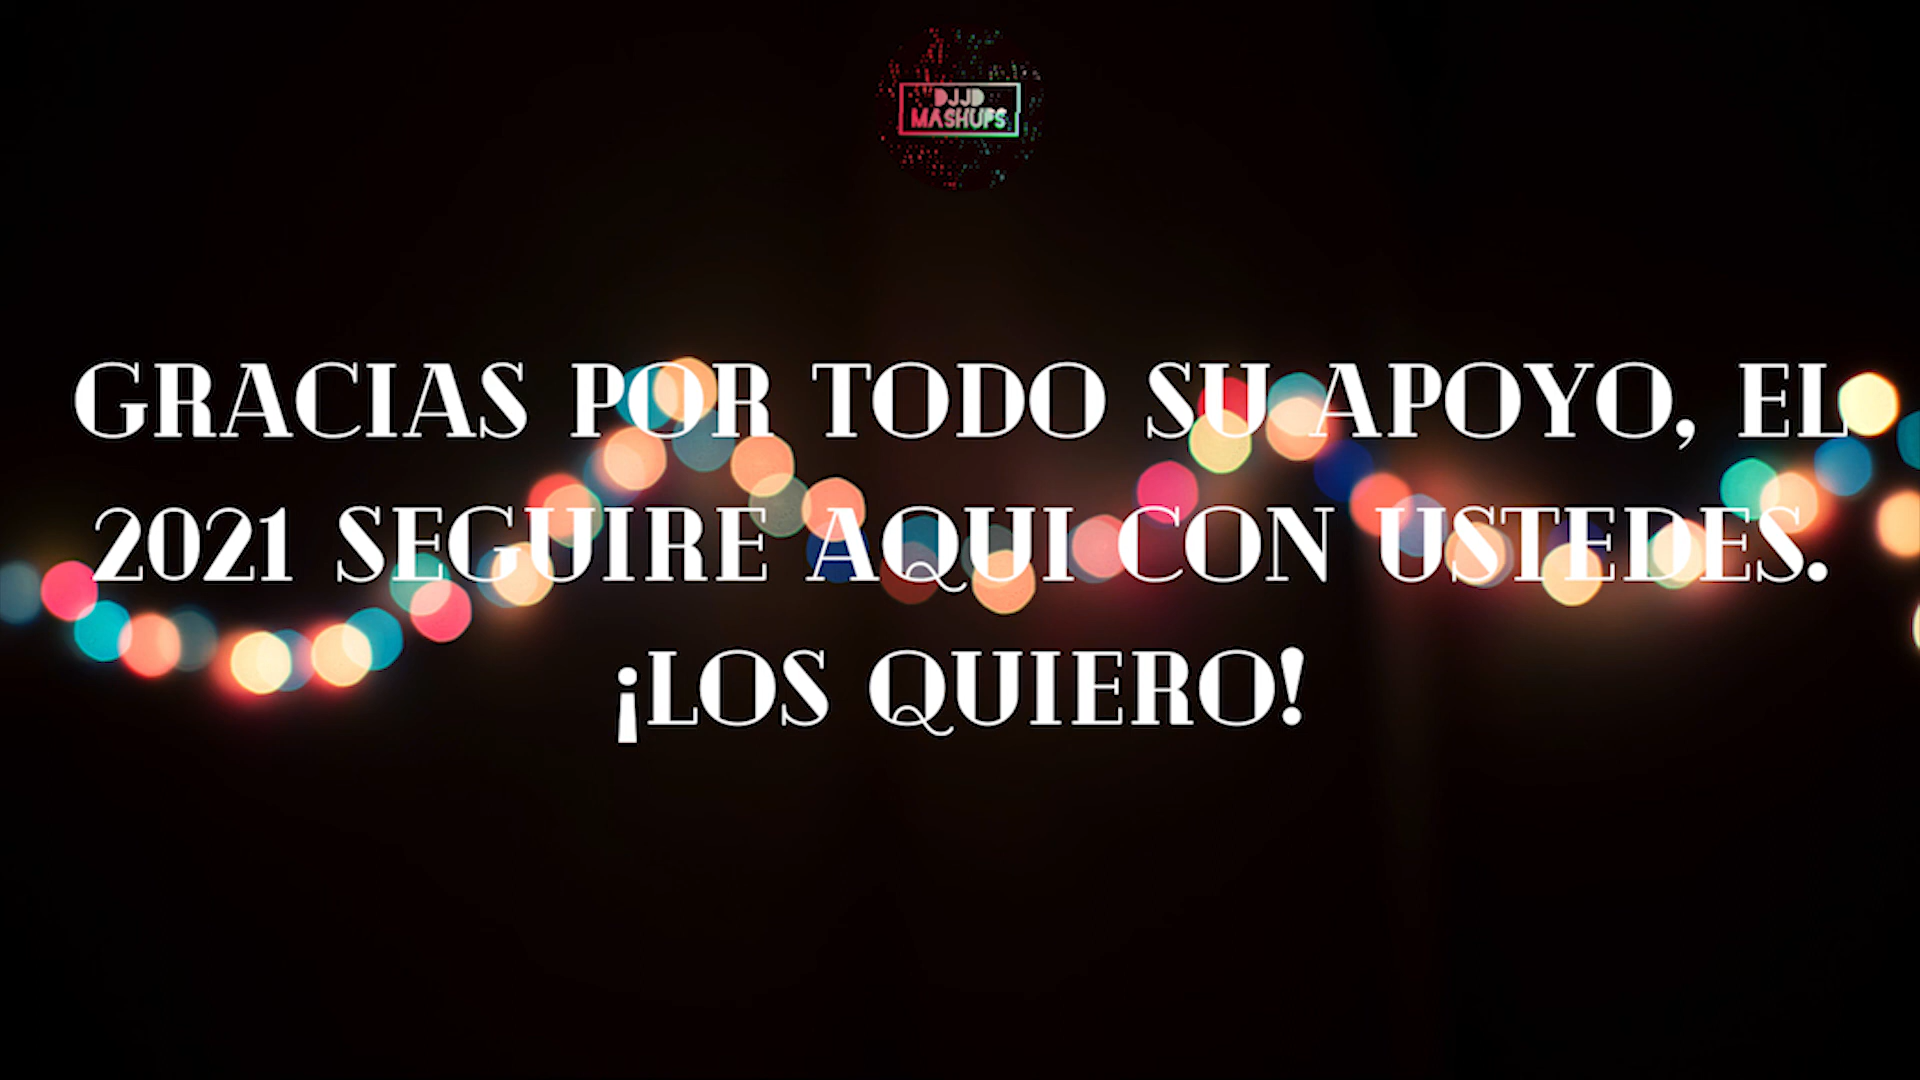 DJJD
MASHUPS
GRACIAS POR TODO SU APOYO, EL
2021 SEGUIRE AQUI CON USTEDES.
¡LOS QUIERO!